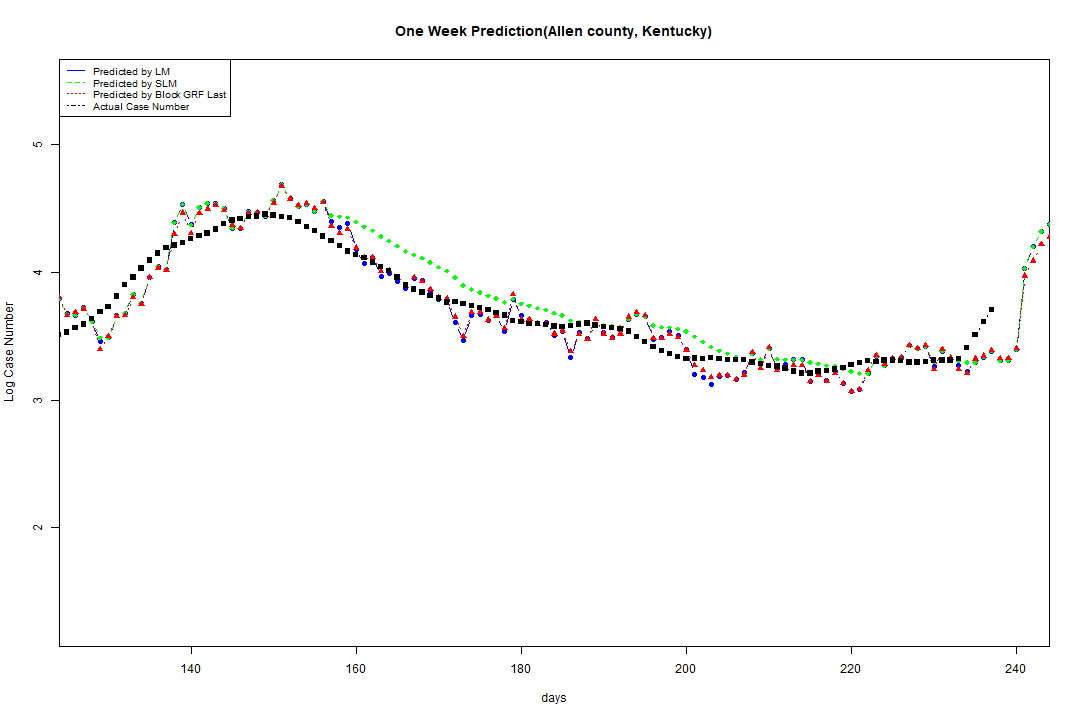 One Week Prediction(Allen county, Kentucky)
Predicted by LM
Predicted by SLM
Predicted by Block GRF Last
Actual Case Number
5
4
3
2
Log Case Number
140 160 180 200 220 240
days